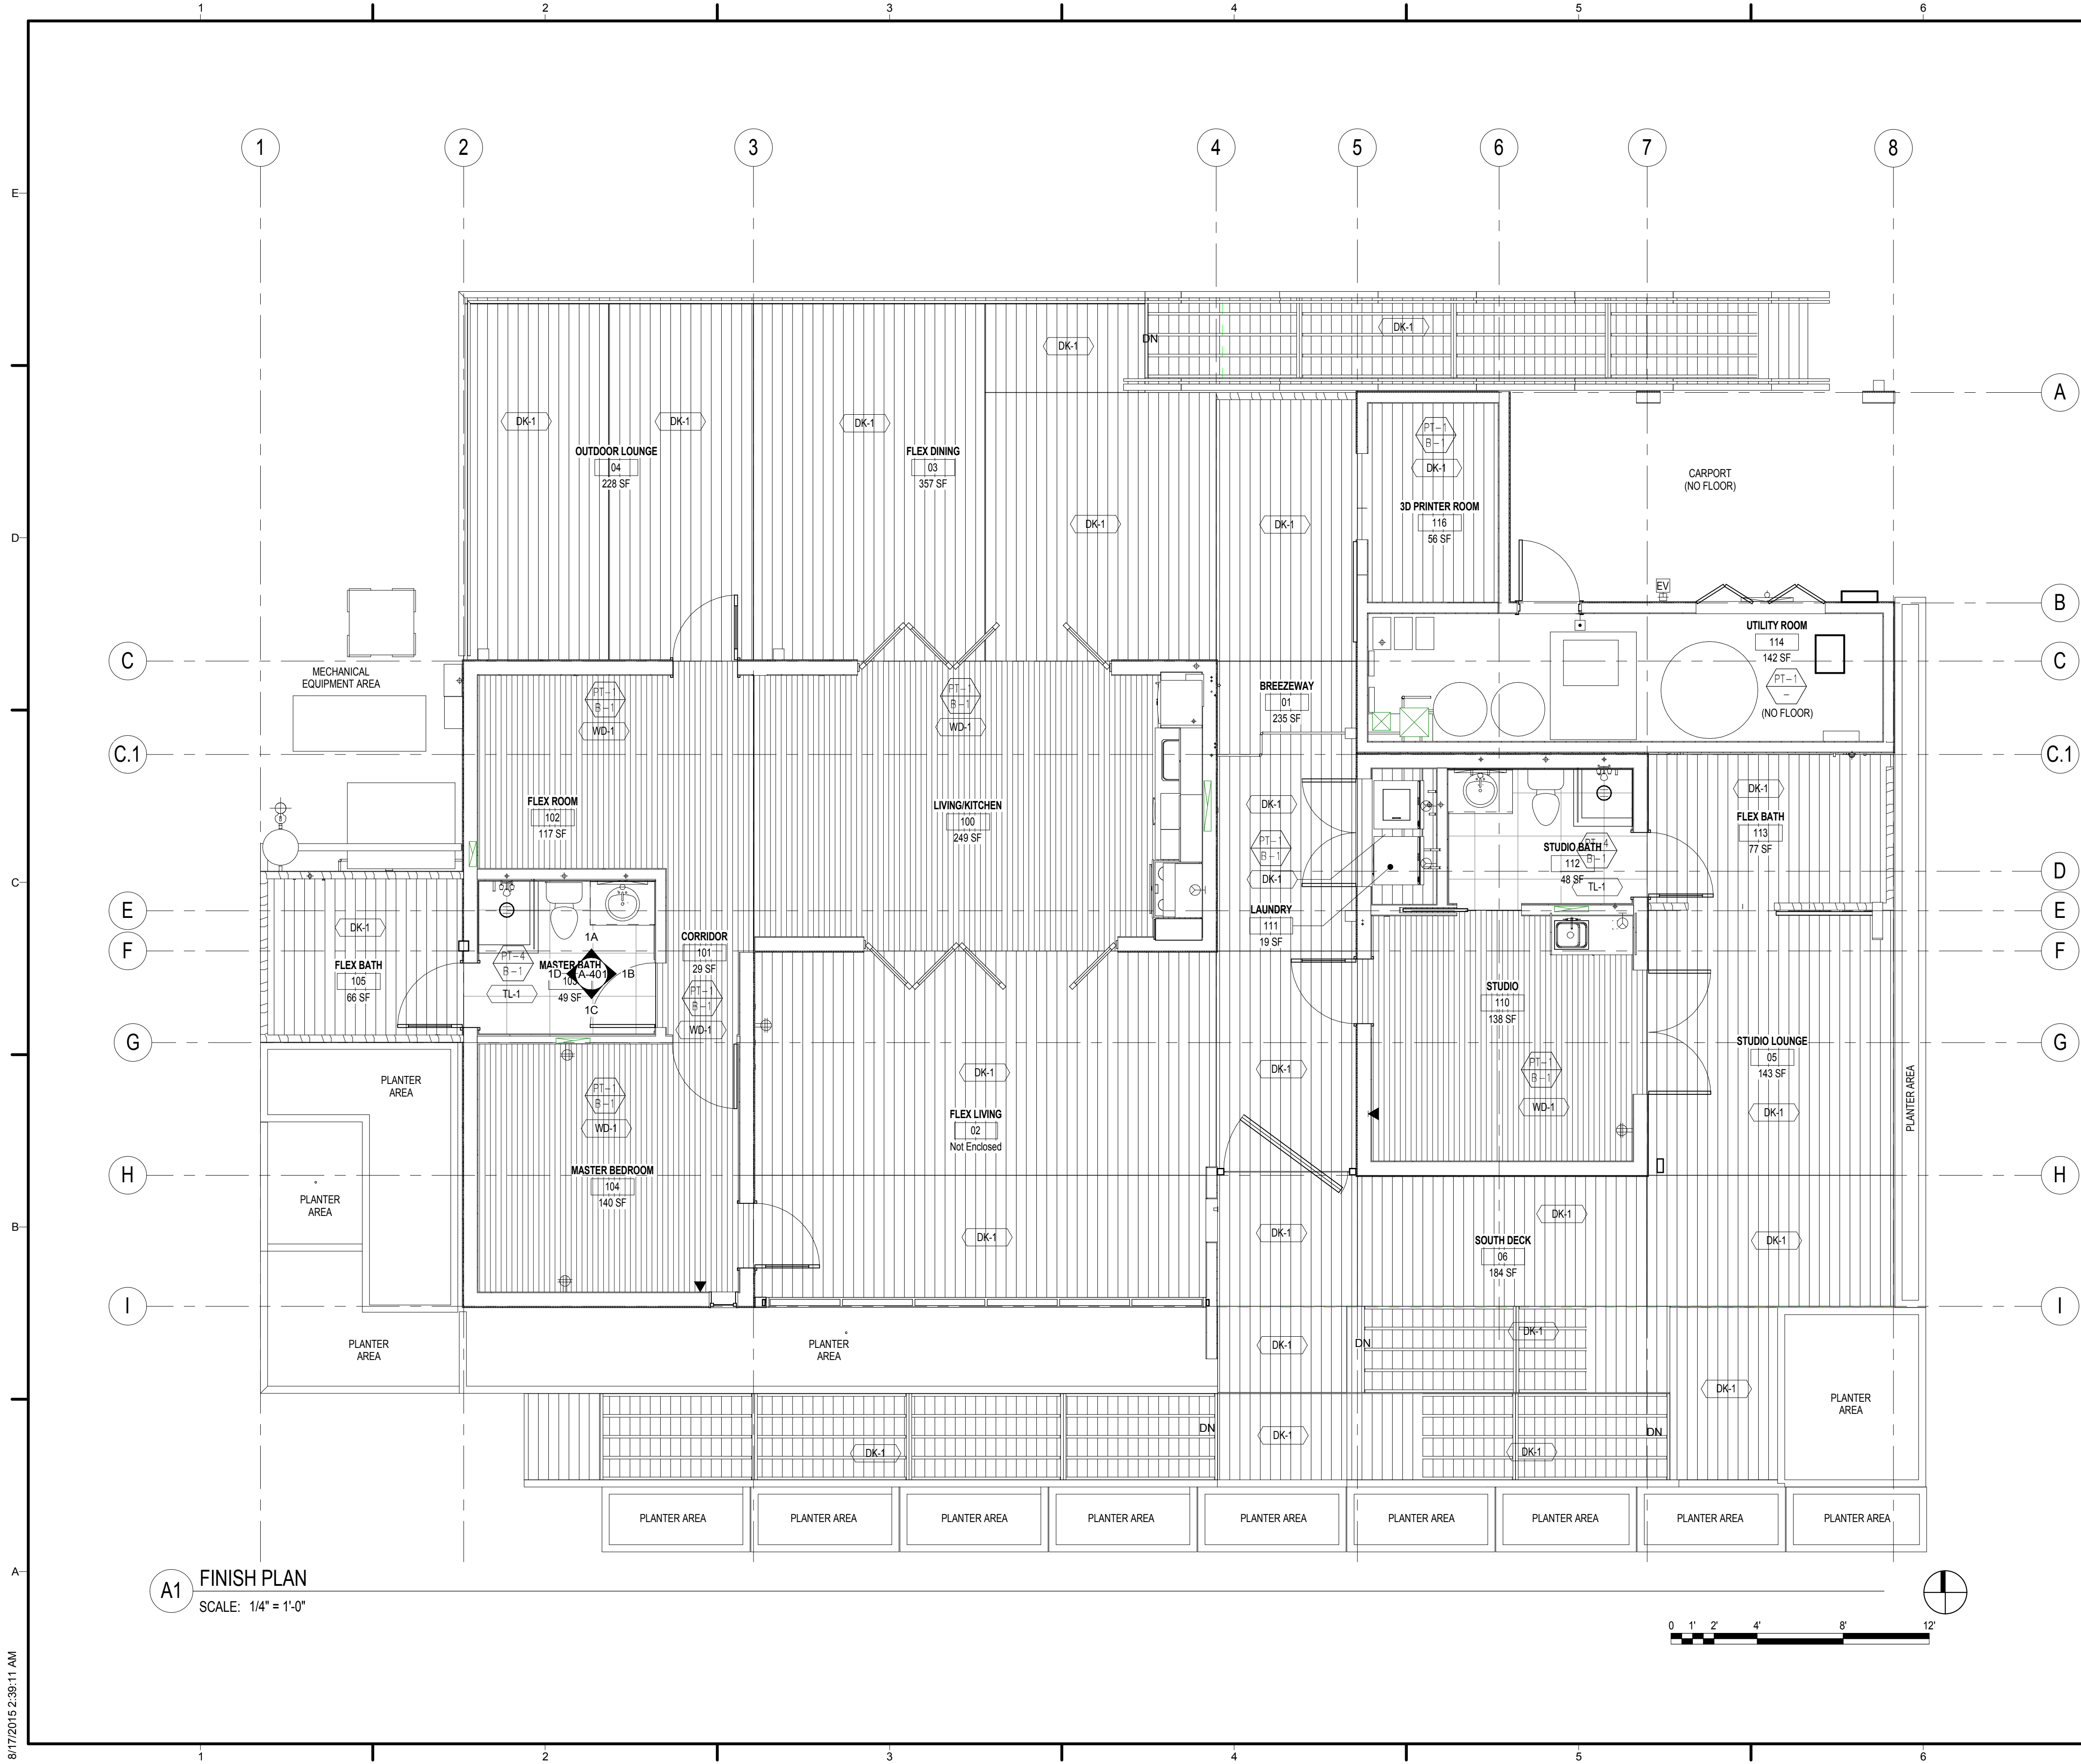 1 2 3 4 5 6
1 2 3 4 5 6 7 8
E
DN
DK-1
DK-1
A
DK-1
DK-1
DK-1
PT-1
B-1
OUTDOOR LOUNGE
04
228 SF
FLEX DINING
03
357 SF
DK-1
CARPORT
(NO FLOOR)
3D PRINTER ROOM
116
56 SF
DK-1
DK-1
D
EV
B
UTILITY ROOM
114
142 SF
C
C
MECHANICAL
EQUIPMENT AREA
PT-1
B-1
WD-1
PT-1
B-1
WD-1
BREEZEWAY
01
235 SF
PT-1
-
(NO FLOOR)
C.1
C.1
DK-1
FLEX ROOM
102
117 SF
LIVING/KITCHEN
100
249 SF
DK-1
FLEX BATH
113
77 SF
PT-1
B-1
DK-1
STUDIO BATH
112
48 SF
PT-4
B-1
TL-1
D
C
E
E
DK-1
LAUNDRY
111
19 SF
F
F
1A
1D
A-401
1B
1C
CORRIDOR
101
29 SF
PT-1
B-1
WD-1
FLEX BATH
105
66 SF
PT-4
B-1
TL-1
MASTER BATH
103
49 SF
STUDIO
110
138 SF
G
G
STUDIO LOUNGE
05
143 SF
PLANTER
AREA
PT-1
B-1
WD-1
DK-1
DK-1
PT-1
B-1
WD-1
DK-1
PLANTER AREA
FLEX LIVING
02
Not Enclosed
H
H
MASTER BEDROOM
104
140 SF
PLANTER
AREA
DK-1
DK-1
DK-1
DK-1
SOUTH DECK
06
184 SF
B
I
I
PLANTER
AREA
PLANTER
AREA
DK-1
DN
DK-1
DK-1
PLANTER
AREA
DK-1
DN
DK-1
DK-1
DN
PLANTER AREA
PLANTER AREA
PLANTER AREA
PLANTER AREA
PLANTER AREA
PLANTER AREA
PLANTER AREA
PLANTER AREA
PLANTER AREA
A
A1
FINISH PLAN
SCALE: 1/4" = 1'-0"
0 1' 2' 4' 8' 12'
8/17/2015 2:39:11 AM
1 2 3 4 5 6